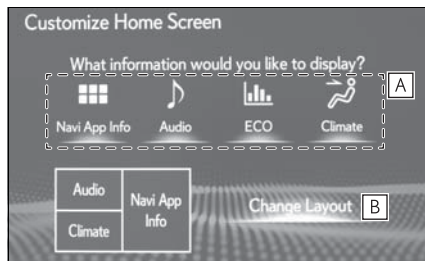 Customize Home Screen
What information would you like to display?
A
Navi App Info Audio ECO Climate
Audio
Navi App
Info
Climate
Change Layout B